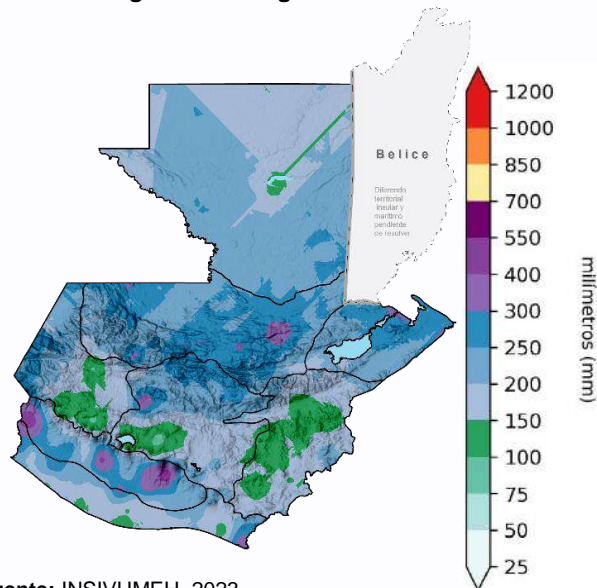 Belice
Diferendo
territorial
insular y
marítimo
pendiente
de resolver
1200
1000
850
700
550
400
300
250
200
150
100
75
50
25
milímetros (mm)
INSIVUMEH, 2023